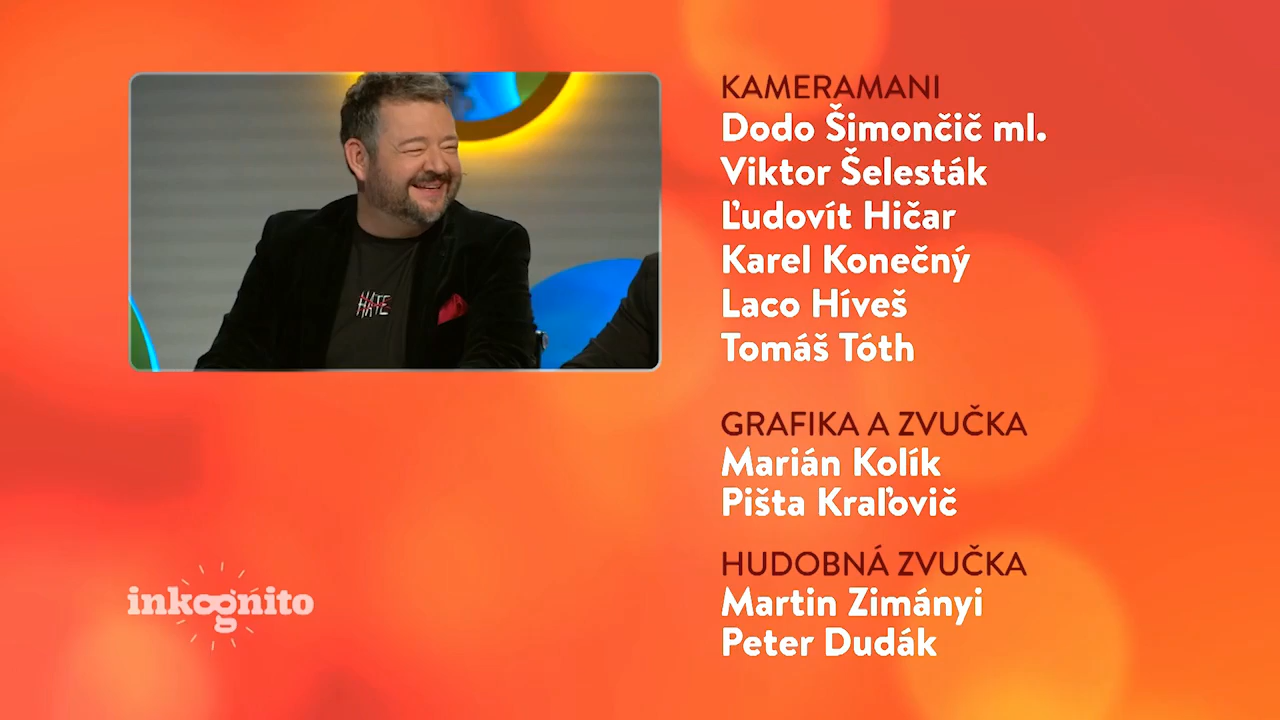 HATE
KAMERAMANI
Dodo Šimončič ml.
Viktor Šelesták
Ľudovít Hičar
Karel Konečný
Laco Híveš
Tomáš Tóth
GRAFIKA A ZVUČKA
Marián Kolík
Pišta Kraľovič
HUDOBNÁ ZVUČKA
Martin Zimányi
Peter Dudák
inkognito